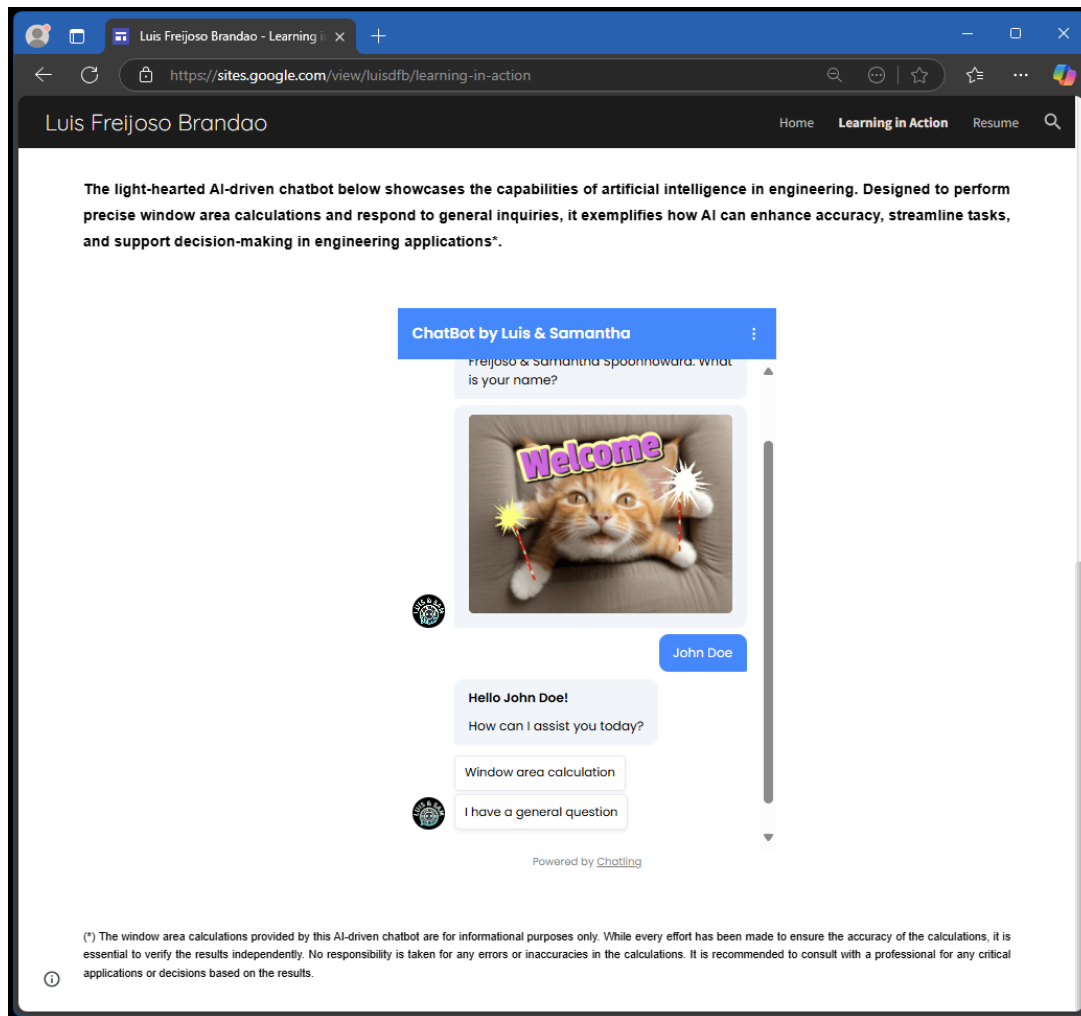 Luis Freijoso Brandao - Learning i
https://sites.google.com/view/luisdfb/learning-in-action
Luis Freijoso Brandao
Home Learning in Action Resume
The light-hearted AI-driven chatbot below showcases the capabilities of artificial intelligence in engineering. Designed to perform
precise window area calculations and respond to general inquiries, it exemplifies how AI can enhance accuracy, streamline tasks,
and support decision-making in engineering applications*.
ChatBot by Luis & Samantha
Freijoso & Samantha Spoonhoward. What
is your name?
Welcome
LUIS & SAM
John Doe
Hello John Doe!
How can I assist you today?
Window area calculation
LUIS & SAM
I have a general question
Powered by Chatling
(*) The window area calculations provided by this AI-driven chatbot are for informational purposes only. While every effort has been made to ensure the accuracy of the calculations, it is
essential to verify the results independently. No responsibility is taken for any errors or inaccuracies in the calculations. It is recommended to consult with a professional for any critical
applications or decisions based on the results.